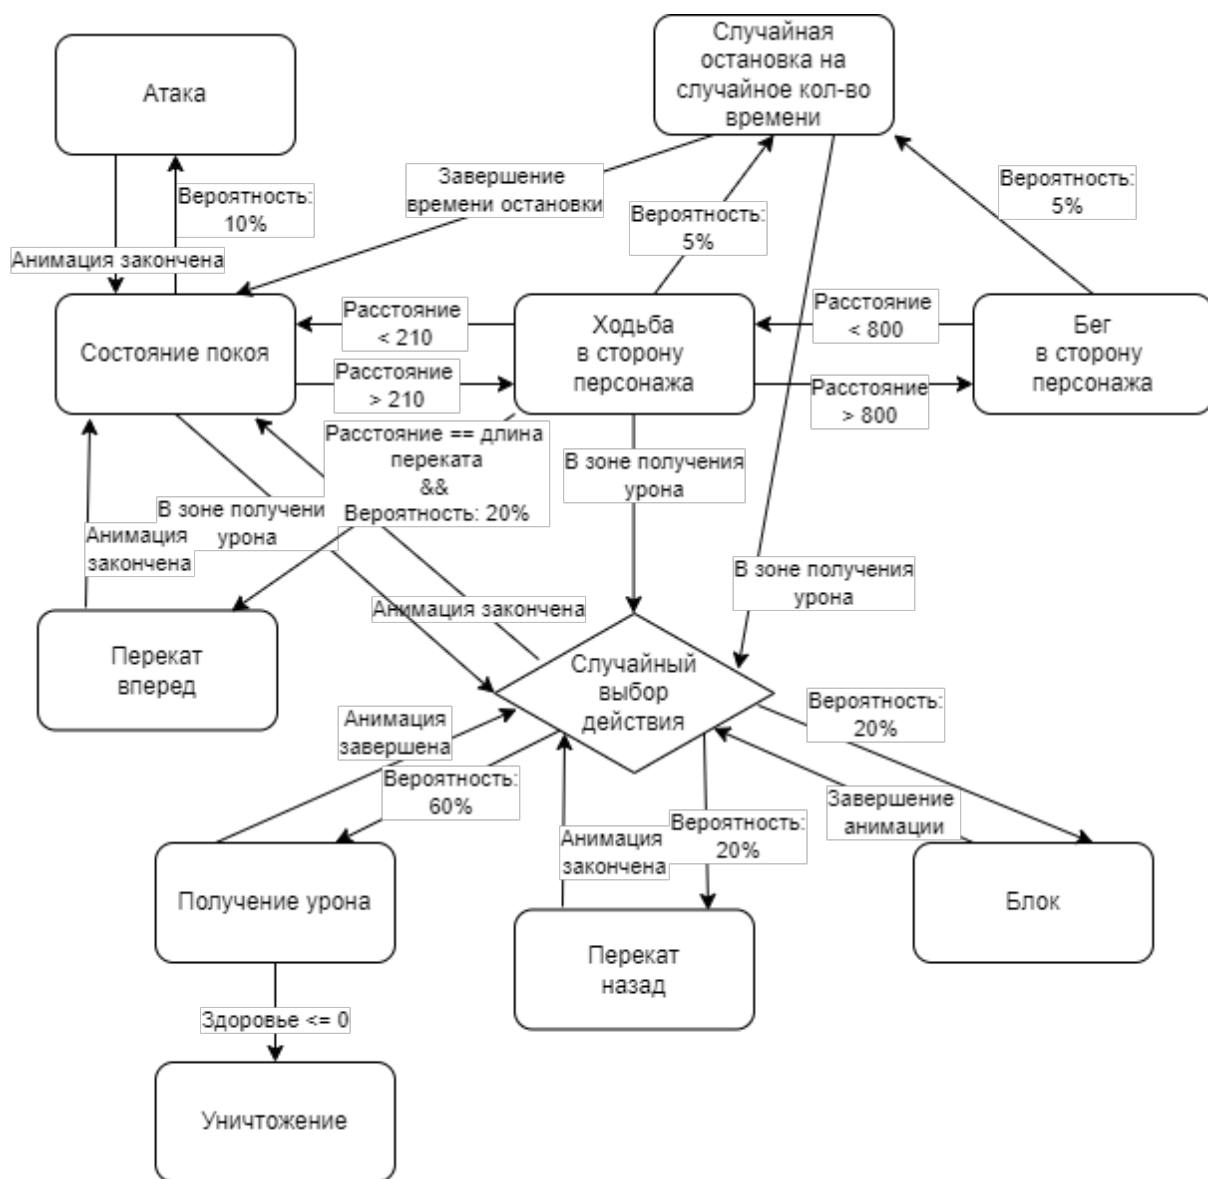 Случайная
остановка на
случайное кол-во
времени
Атака
Завершение
времени остановки
Вероятность:
10%
Вероятность:
5%
Вероятность:
5%
Анимация закончена
Состояние покоя
Расстояние
< 210
Расстояние
> 210
Ходьба
в сторону
персонажа
Расстояние
< 800
Расстояние
> 800
Бег
в сторону
персонажа
Расстояние == длина
переката
&&
Вероятность: 20%
В зоне получения
урона
В зоне получени
урона
Анимация
закончена
В зоне получения
урона
Анимация закончена
Перекат
вперед
Случайный
выбор
действия
Анимация
завершена
Вероятность:
60%
Вероятность:
20%
Завершение
анимации
Анимация
закончена
Вероятность:
20%
Получение урона
Перекат
назад
Блок
Здоровье <= 0
Уничтожение